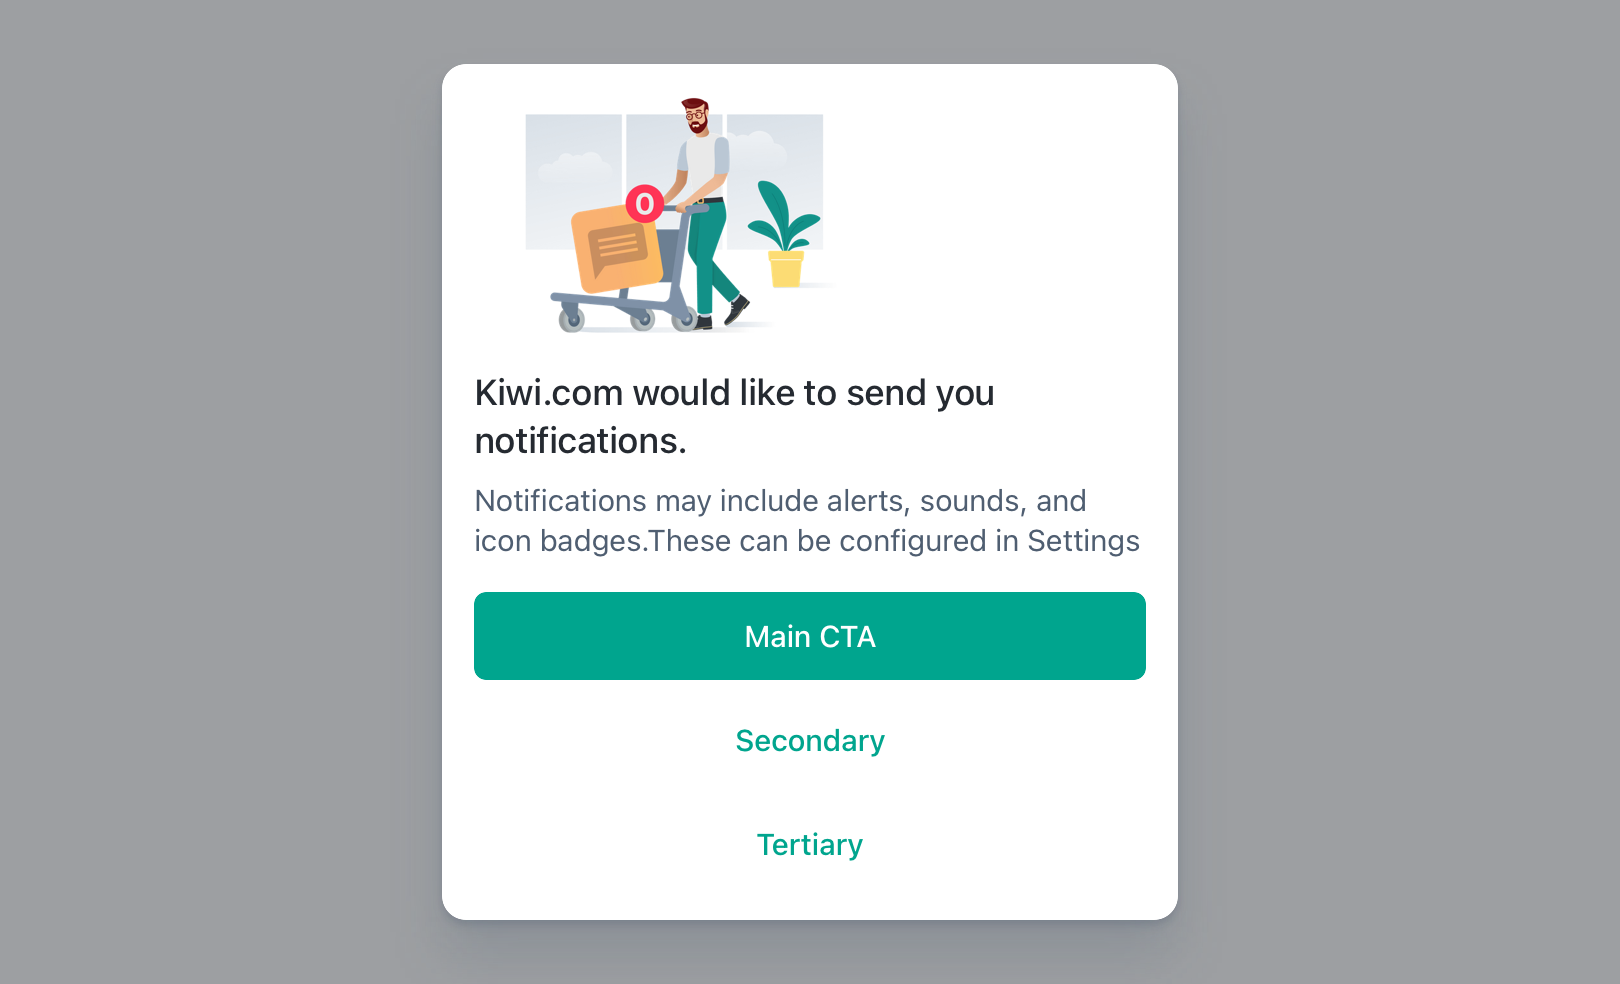 0
Kiwi.com would like to send you
notifications.
Notifications may include alerts, sounds, and
icon badges.These can be configured in Settings
Main CTA
Secondary
Tertiary